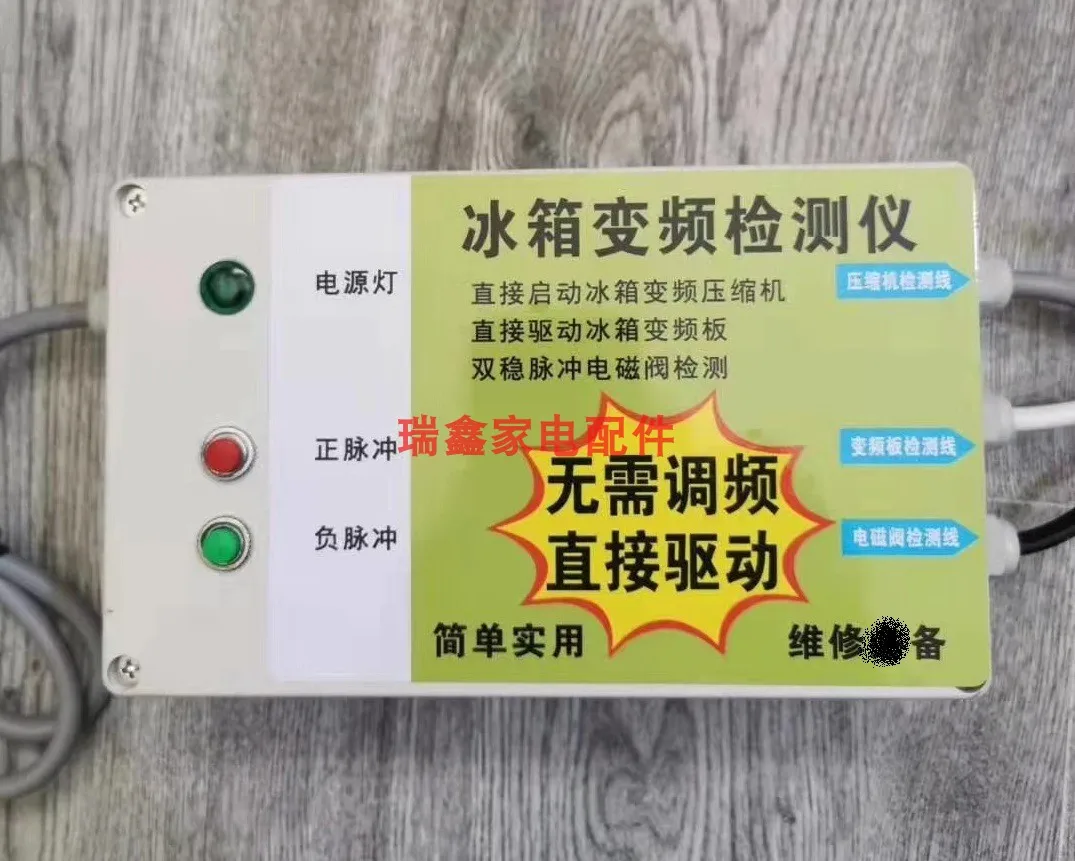 冰箱变频检测仪
电源灯
直接启动冰箱变频压缩机
压缩机检测线
直接驱动冰箱变频板
双稳脉冲电磁阀检测
瑞鑫家电配件
正脉冲
变频板检测线
无需调频
负脉冲
直接驱动
电磁阀检测线
简单实用
维修备